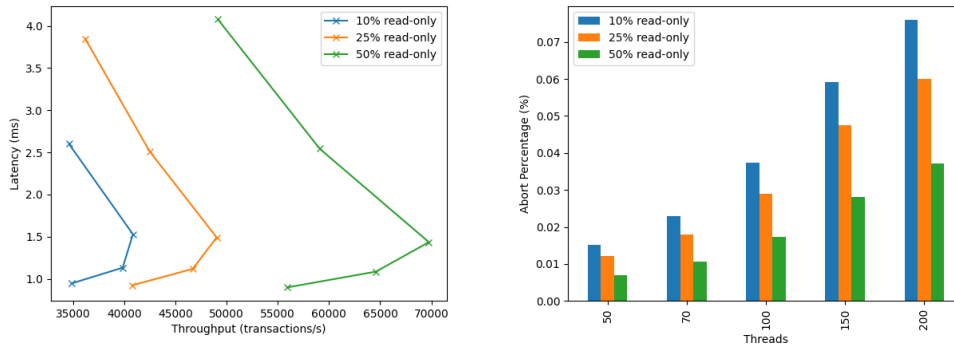 4.0
3.5
3.0
2.5
2.0
1.5
1.0
Latency (ms)
35000 40000 45000 50000 55000 60000 65000 70000
Throughput (transactions/s)
10% read-only
25% read-only
50% read-only
0.07
0.06
0.05
0.04
0.03
0.02
0.01
0.00
Abort Percentage (%)
50 70 100 150 200
Threads
10% read-only
25% read-only
50% read-only